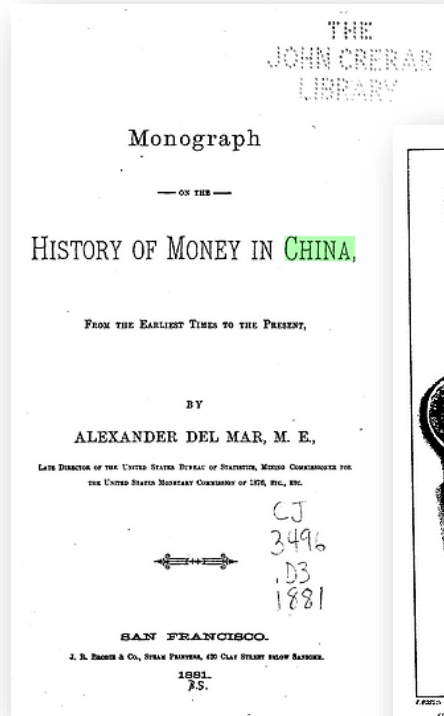 THE
JOHN CRERAR
LIBRARY
Monograph
ON THE
HISTORY OF MONEY IN CHINA,
FROM THE EARLIEST TIMES TO THE PRESENT,
BY
ALEXANDER DEL MAR, M. E.,
LATE DIRECTOR OF THE UNITED STATES BUREAU OF STATISTICS, MINING COMMISSIONER FOR
THE UNITED STATES MONETARY COMMISSION OF 1876, ETC., ETC.
CJ
3496
.D3
1881
SAN FRANCISCO.
J. R. BRODIE & CO., STEAM PRINTERS, 420 CLAY STREET BELOW SANSOME.
1881.